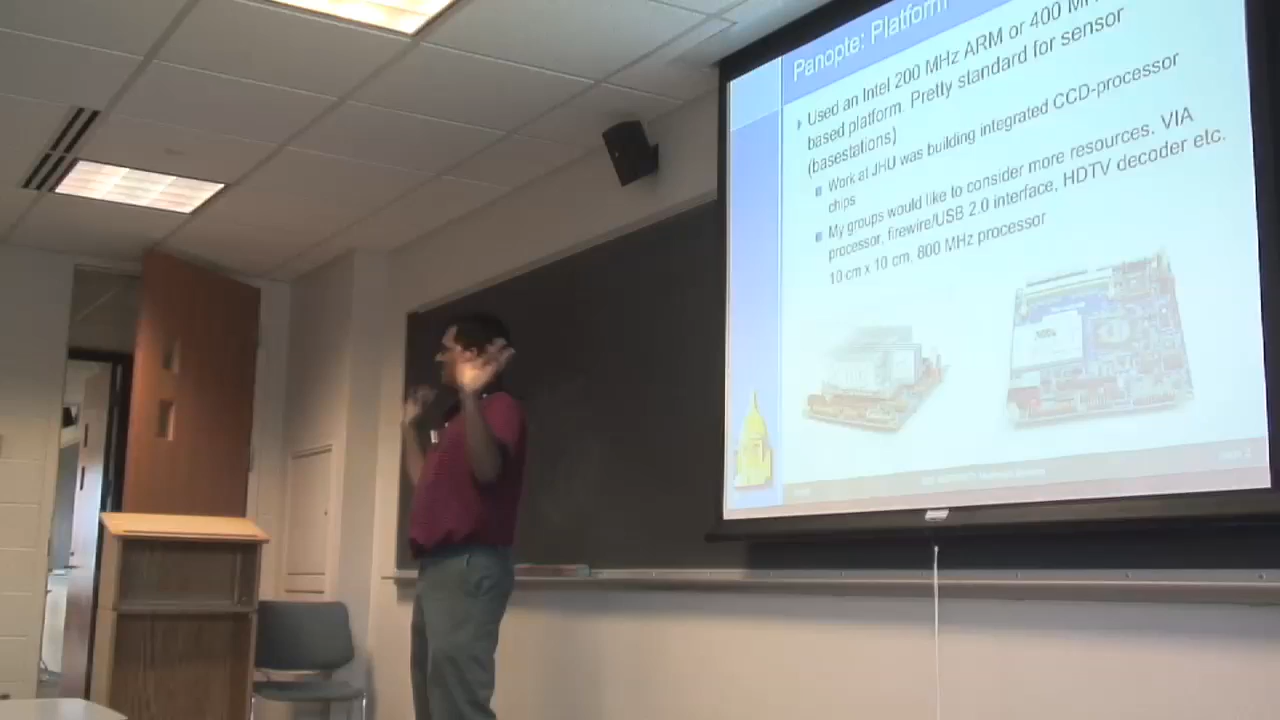 Panopte: Platform
Used an Intel 200 MHz ARM or 400 MH
based platform. Pretty standard for sensor
(basestations)
Work at JHU was building integrated CCD-processor
chips
My groups would like to consider more resources. VIA
processor, firewire/USB 2.0 interface, HDTV decoder etc.
10 cm x 10 cm, 800 MHz processor